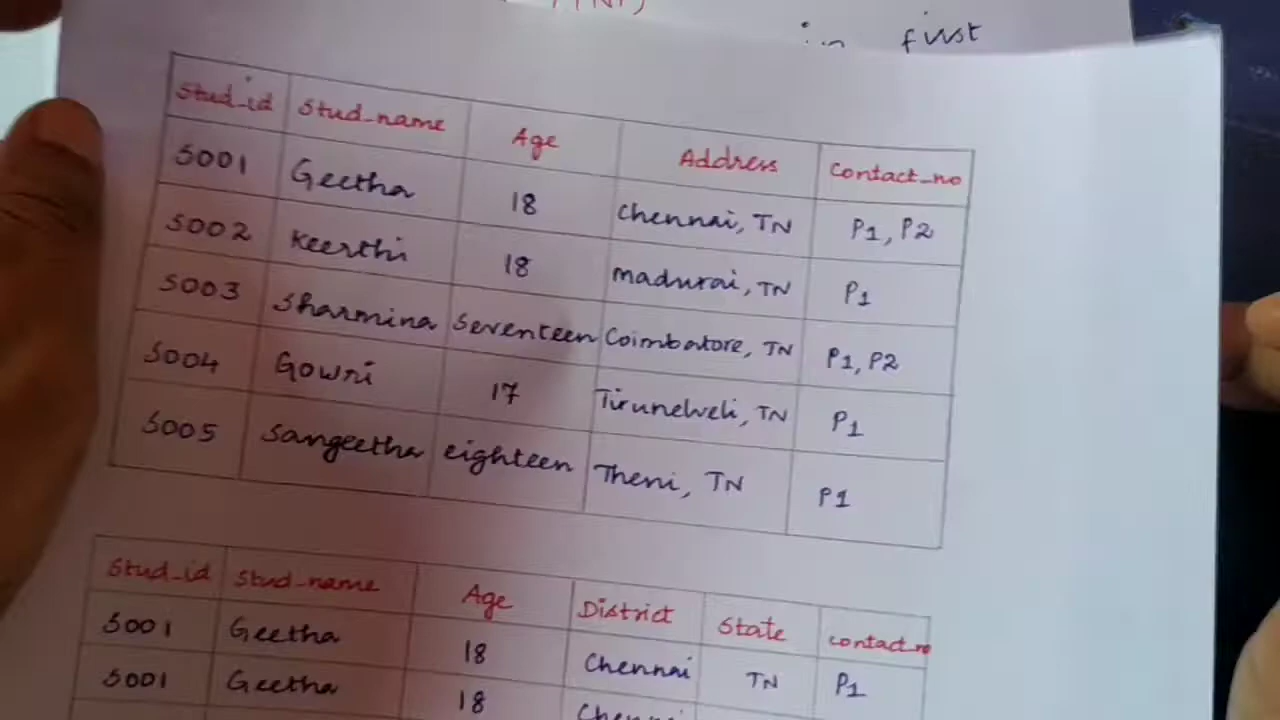 in first
Stud_id Stud_name Age Address Contact_no
S001 Geetha 18 Chennai, TN P1, P2
S002 Keerthi 18 Madurai, TN P1
S003 Sharmina Seventeen Coimbatore, TN P1, P2
S004 Gowri 17 Tirunelveli, TN P1
S005 Sangeetha eighteen Theni, TN P1
Stud_id Stud_name Age District State Contact_no
S001 Geetha 18 Chennai TN P1
S001 Geetha 18